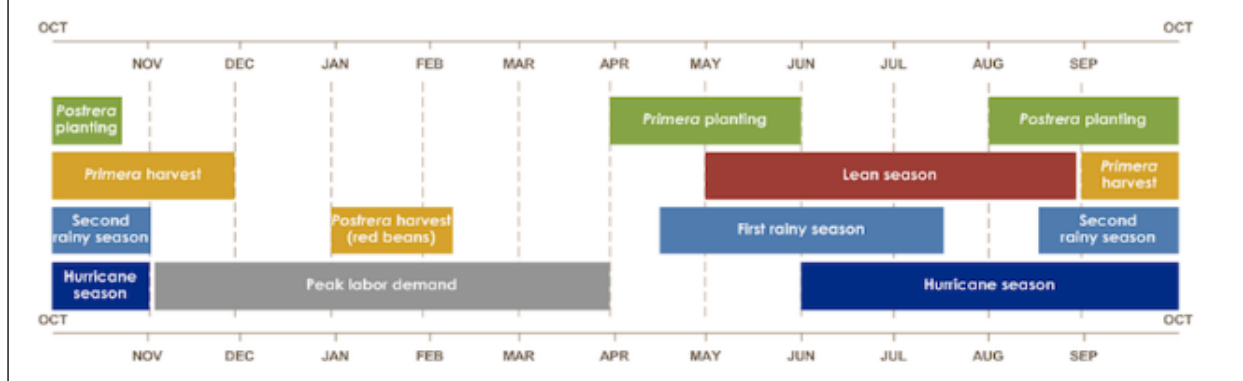 OCT OCT
NOV DEC JAN FEB MAR APR MAY JUN JUL AUG SEP
Postrera
planting
Primera planting
Postrera planting
Primera harvest
Lean season
Primera
harvest
Second
rainy season
Postrera harvest
(red beans)
First rainy season
Second
rainy season
Hurricane
season
Peak labor demand
Hurricane season
OCT OCT
NOV DEC JAN FEB MAR APR MAY JUN JUL AUG SEP